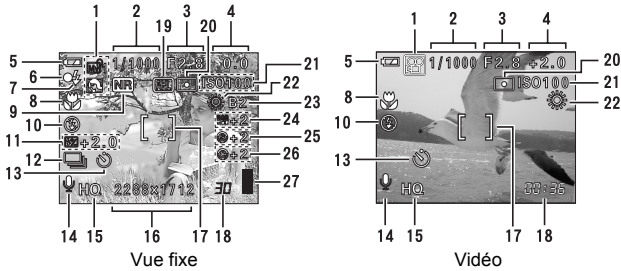 1 2 19 3 20 4
5 1/1000 F2.8 0.0
6 21
7 NR ISO100 22
8 B2 23
9 +2 24
10 +2 25
11 +2.0 +2 26
12
13 27
HQ 2288×1712 30
14 15 16 17 18
Vue fixe
1 2 3 4
5 1/1000 F2.8 +2.0
20
ISO100 21
8 22
10
13
HQ 00:36
14 15 17 18
Vidéo